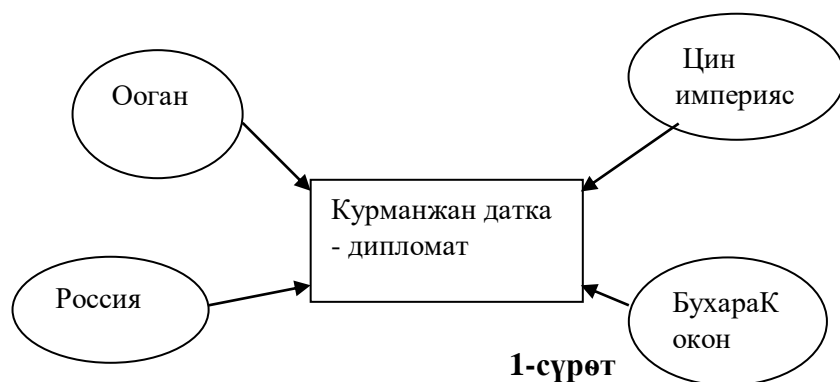 Ооган
Цин
империяс
Курманжан датка
- дипломат
Россия
БухараК
окон
1-сүрөт